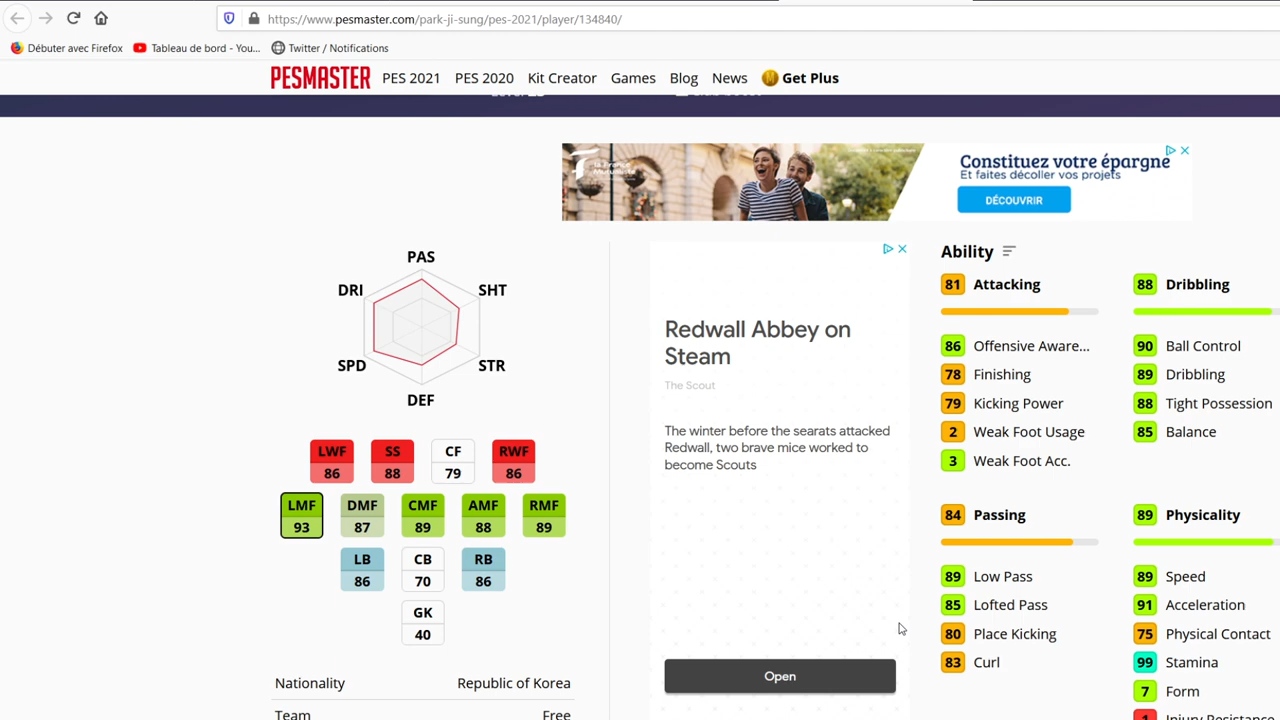 https://www.pesmaster.com/park-ji-sung/pes-2021/player/134840/
Débuter avec Firefox
Tableau de bord - You...
Twitter / Notifications
PESMASTER
PES 2021
PES 2020
Kit Creator
Games
Blog
News
Get Plus
la France
Mutualiste
Constituez votre épargne
Et faites décoller vos projets
DÉCOUVRIR
PAS
DRI
SHT
SPD
STR
DEF
LWF
86
SS
88
CF
79
RWF
86
LMF
93
DMF
87
CMF
89
AMF
88
RMF
89
LB
86
CB
70
RB
86
GK
40
Nationality
Republic of Korea
Team
Free
Redwall Abbey on
Steam
The Scout
The winter before the searats attacked
Redwall, two brave mice worked to
become Scouts
Open
Ability
81 Attacking
86 Offensive Aware...
78 Finishing
79 Kicking Power
2 Weak Foot Usage
3 Weak Foot Acc.
88 Dribbling
90 Ball Control
89 Dribbling
88 Tight Possession
85 Balance
84 Passing
89 Low Pass
85 Lofted Pass
80 Place Kicking
83 Curl
89 Physicality
89 Speed
91 Acceleration
75 Physical Contact
99 Stamina
7 Form
1 Injury Resistance